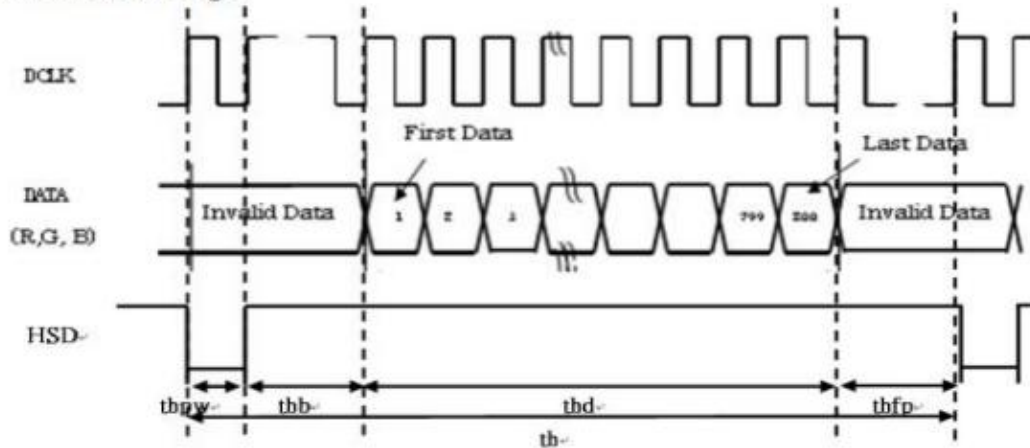 DCLK
First Data
Last Data
DATA
(R,G, B)
Invalid Data
1
2
3
799
800
Invalid Data
HSD
thpw
thb
thd
thfp
th